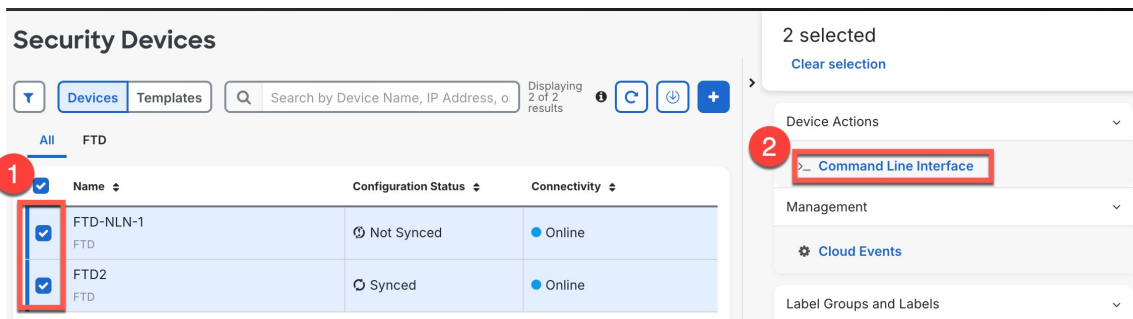 Security Devices
Devices Templates
Search by Device Name, IP Address, o
Displaying
2 of 2
results
All FTD
1
Name Configuration Status Connectivity
FTD-NLN-1
FTD
Not Synced
Online
FTD2
FTD
Synced
Online
2 selected
Clear selection
Device Actions
2
>_ Command Line Interface
Management
Cloud Events
Label Groups and Labels